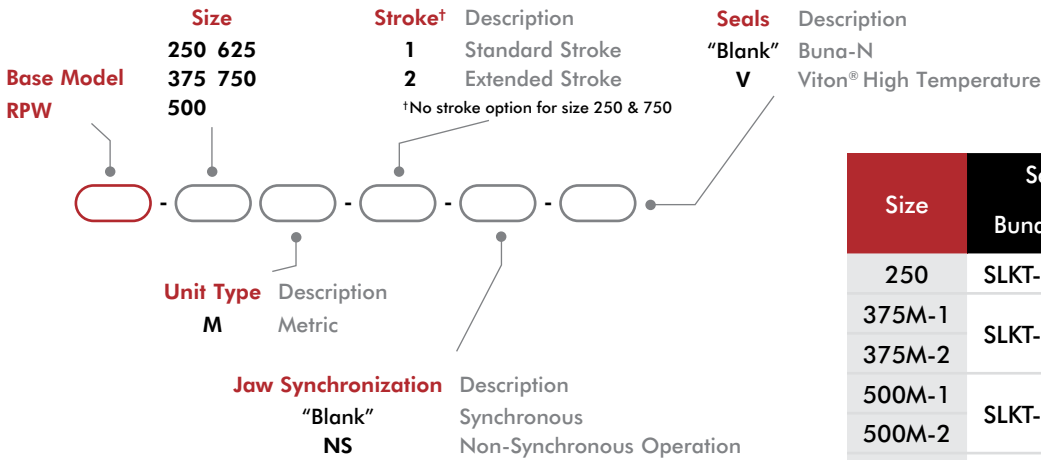 Base Model
RPW
Size
250 625
375 750
500
Stroke† Description
1 Standard Stroke
2 Extended Stroke
†No stroke option for size 250 & 750
Seals Description
"Blank" Buna-N
V Viton® High Temperature
- - - -
Unit Type Description
M Metric
Jaw Synchronization Description
"Blank" Synchronous
NS Non-Synchronous Operation
Size
250 SLKT-
375M-1
SLKT-
375M-2
500M-1
SLKT-
500M-2